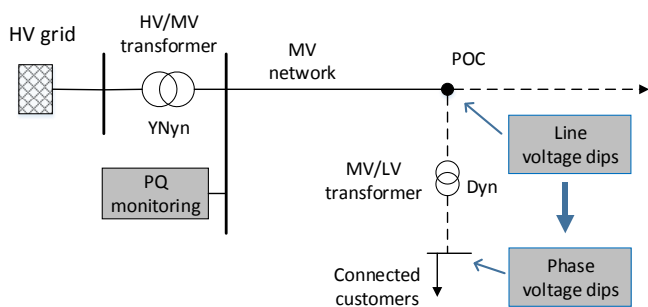 HV grid
HV/MV
transformer
YNyn
MV
network
POC
PQ
monitoring
MV/LV
transformer
Dyn
Line
voltage dips
Connected
customers
Phase
voltage dips